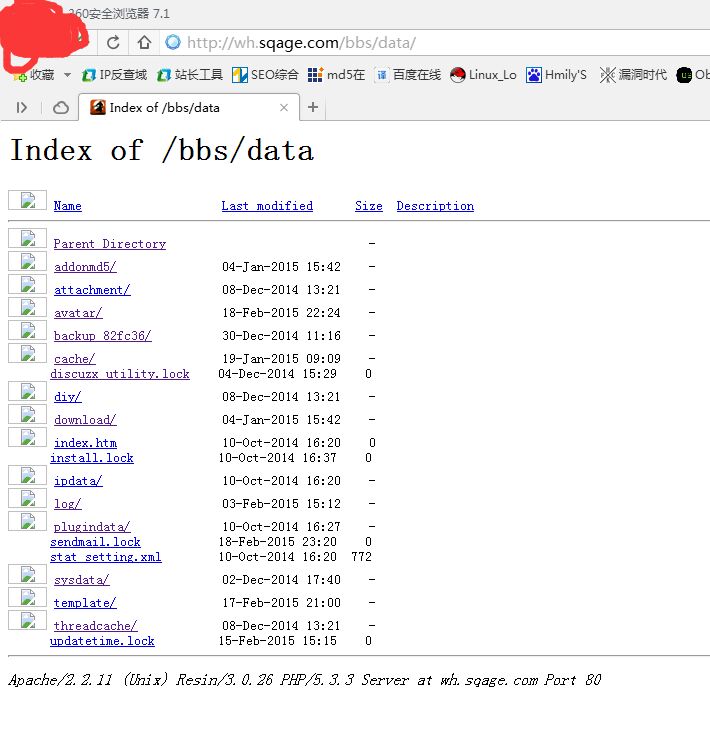 360安全浏览器 7.1
http://wh.sqage.com/bbs/data/
收藏 IP反查域 站长工具 SEO综合 md5在 百度在线 Linux_Lo Hmily'S 漏洞时代 Ob
Index of /bbs/data
Index of /bbs/data
Name Last modified Size Description
Parent Directory -
addonmd5/ 04-Jan-2015 15:42 -
attachment/ 08-Dec-2014 13:21 -
avatar/ 18-Feb-2015 22:24 -
backup_82fc36/ 30-Dec-2014 11:16 -
cache/ 19-Jan-2015 09:09 -
discuzx_utility.lock 04-Dec-2014 15:29 0
diy/ 08-Dec-2014 13:21 -
download/ 04-Jan-2015 15:42 -
index.htm 10-Oct-2014 16:20 0
install.lock 10-Oct-2014 16:37 0
ipdata/ 10-Oct-2014 16:20 -
log/ 03-Feb-2015 15:12 -
plugindata/ 10-Oct-2014 16:27 -
sendmail.lock 18-Feb-2015 23:20 0
stat_setting.xml 10-Oct-2014 16:20 772
sysdata/ 02-Dec-2014 17:40 -
template/ 17-Feb-2015 21:00 -
threadcache/ 08-Dec-2014 13:21 -
updatetime.lock 15-Feb-2015 15:15 0
Apache/2.2.11 (Unix) Resin/3.0.26 PHP/5.3.3 Server at wh.sqage.com Port 80